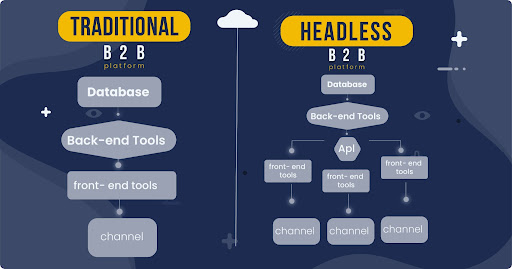 TRADITIONAL
B2B
platform
Database
Back-end Tools
front- end tools
channel
HEADLESS
B2B
platform
Database
Back-end Tools
ApI
front- end
tools
front- end
tools
front- end
tools
channel
channel
channel